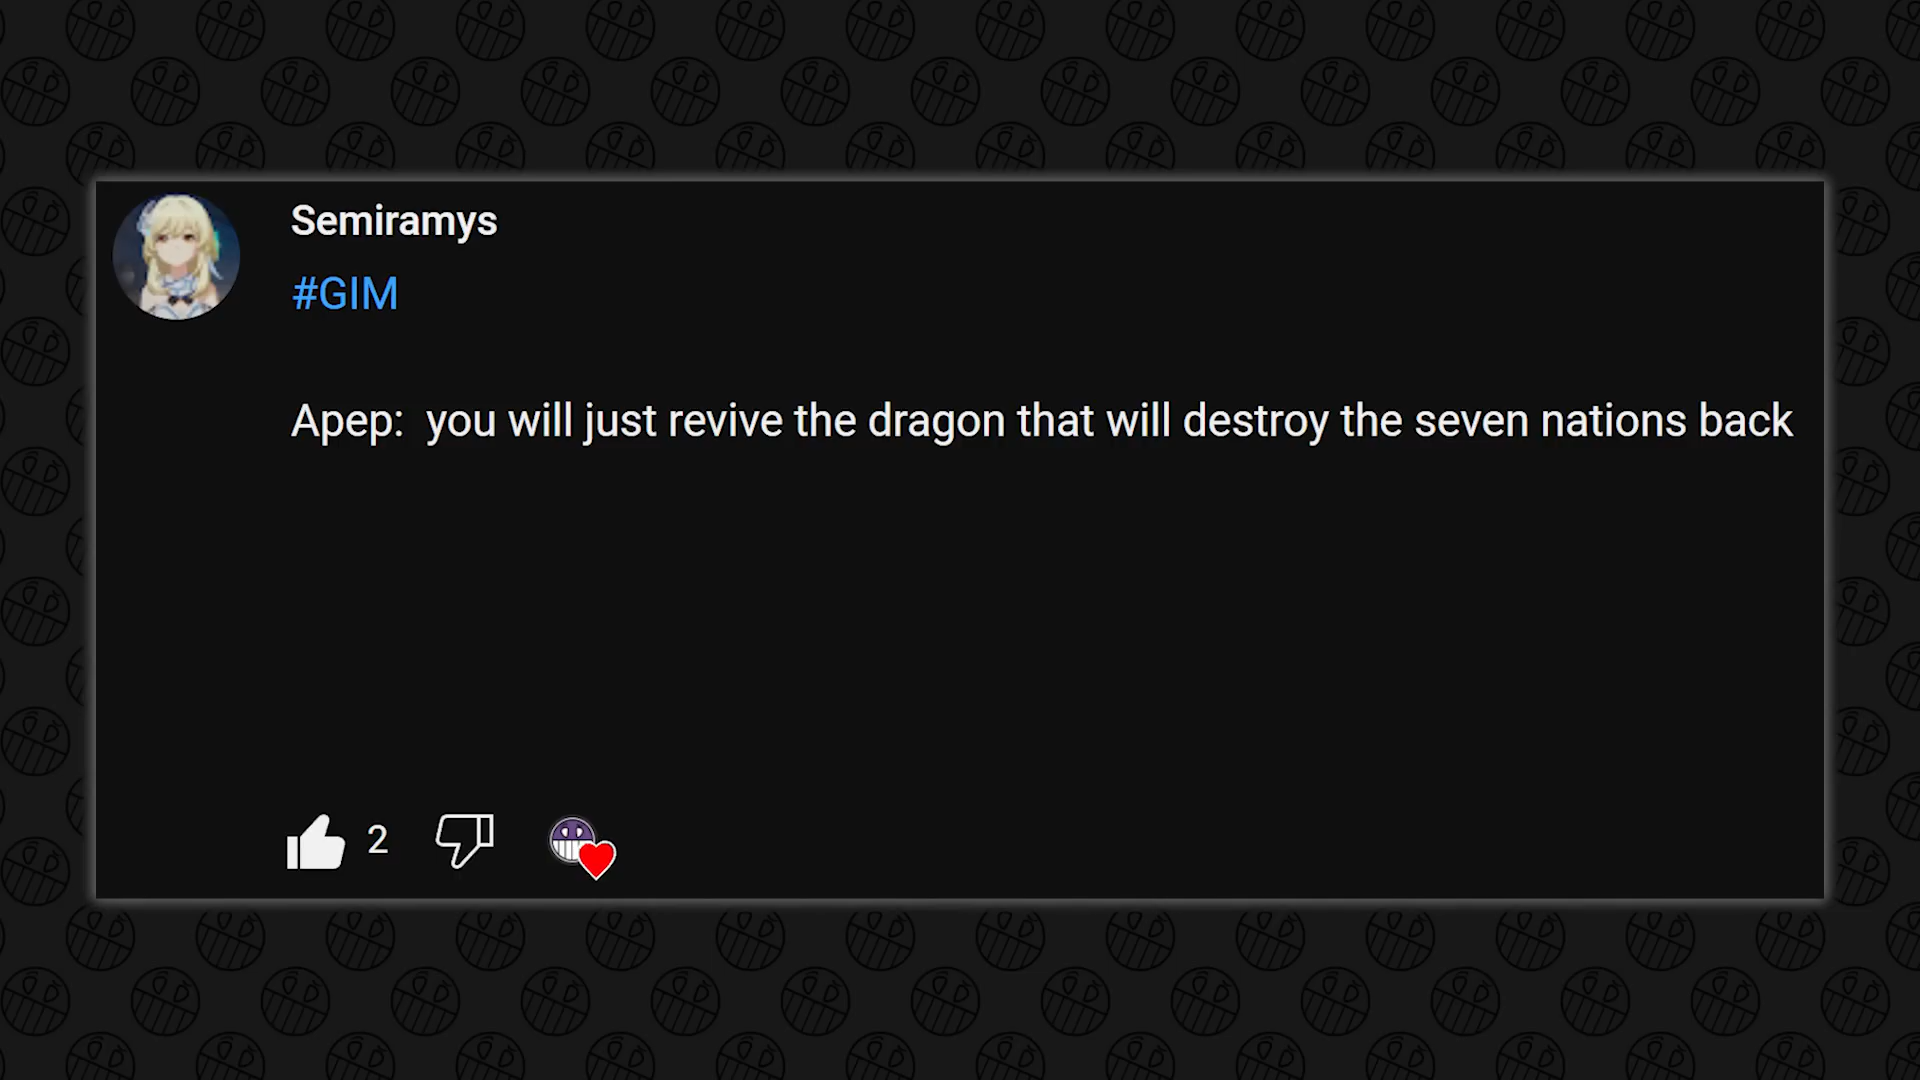 Semiramys
#GIM
Apep: you will just revive the dragon that will destroy the seven nations back
2